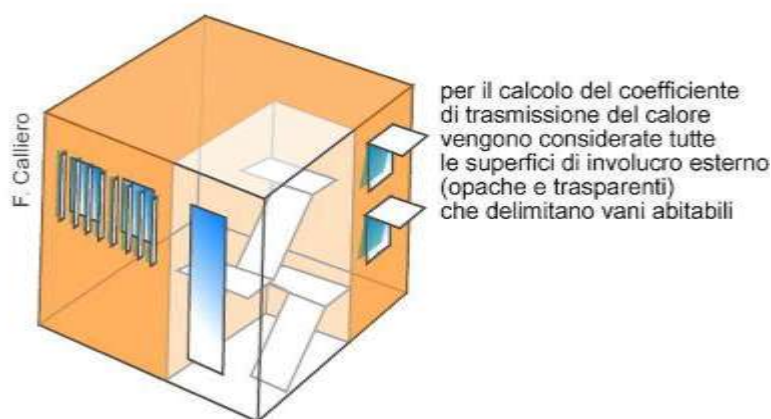 F. Calliero
per il calcolo del coefficiente
di trasmissione del calore
vengono considerate tutte
le superfici di involucro esterno
(opache e trasparenti)
che delimitano vani abitabili